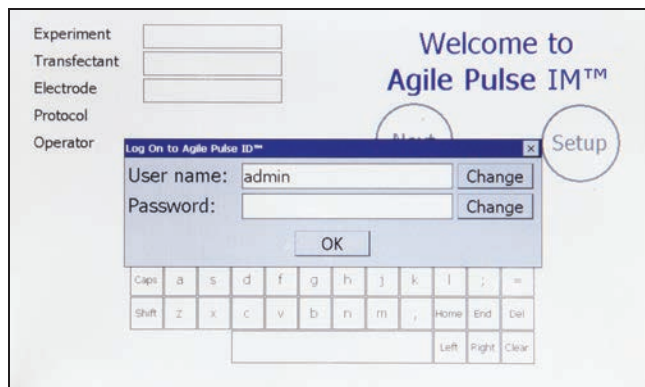 Experiment
Transfectant
Electrode
Protocol
Operator
Welcome to
Agile Pulse IM™
Next
Setup
Log On to Agile Pulse ID™
User name: admin Change
Password: Change
OK
Caps a s d f g h j k l ; =
Shift z x c v b n m , Home End Del
Left Right Clear